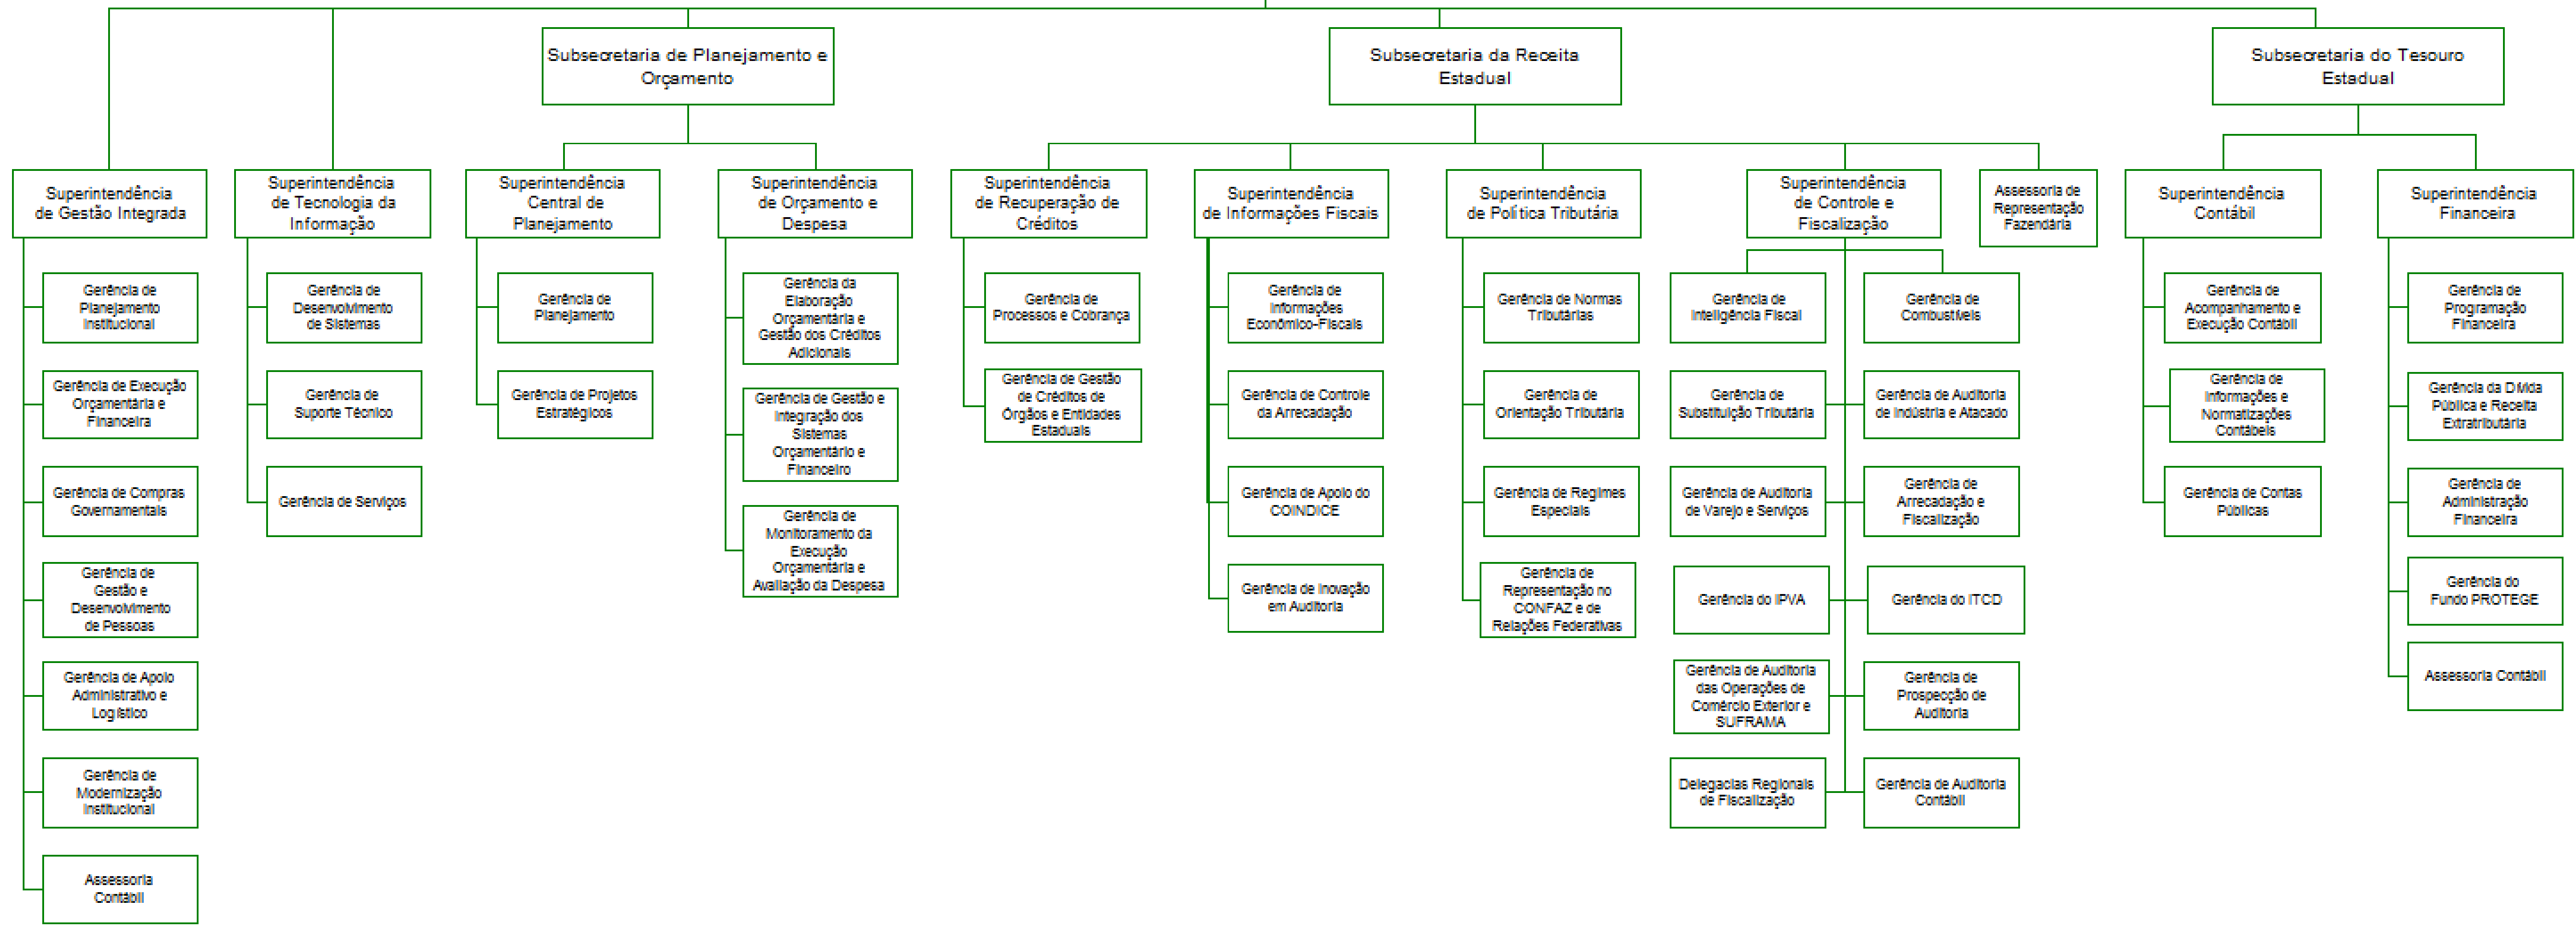 Subsecretaria de Planejamento e
Orçamento
Subsecretaria da Receita
Estadual
Subsecretaria do Tesouro
Estadual
Superintendência
de Gestão Integrada
Superintendência
de Tecnologia da
Informação
Superintendência
Central de
Planejamento
Superintendência
de Orçamento e
Despesa
Superintendência
de Recuperação de
Créditos
Superintendência
de Informações Fiscais
Superintendência
de Política Tributária
Superintendência
de Controle e
Fiscalização
Assessoria de
Representação
Fazendária
Superintendência
Contábil
Superintendência
Financeira
Gerência de
Planejamento
Institucional
Gerência de Execução
Orçamentária e
Financeira
Gerência de Compras
Governamentais
Gerência de
Gestão e
Desenvolvimento
de Pessoas
Gerência de Apoio
Administrativo e
Logístico
Gerência de
Modernização
Institucional
Assessoria
Contábil
Gerência de
Desenvolvimento
de Sistemas
Gerência de
Suporte Técnico
Gerência de Serviços
Gerência de
Planejamento
Gerência de Projetos
Estratégicos
Gerência da
Elaboração
Orçamentária e
Gestão dos Créditos
Adicionais
Gerência de Gestão e
Integração dos
Sistemas
Orçamentário e
Financeiro
Gerência de
Monitoramento da
Execução
Orçamentária e
Avaliação da Despesa
Gerência de
Processos e Cobrança
Gerência de Gestão
de Créditos de
Órgãos e Entidades
Estaduais
Gerência de
Informações
Econômico-Fiscais
Gerência de Controle
da Arrecadação
Gerência de Apoio do
COINDICE
Gerência de Inovação
em Auditoria
Gerência de Normas
Tributárias
Gerência de
Orientação Tributária
Gerência de Regimes
Especiais
Gerência de
Representação no
CONFAZ e de
Relações Federativas
Gerência de
Inteligência Fiscal
Gerência de
Combustíveis
Gerência de
Substituição Tributária
Gerência de Auditoria
de Indústria e Atacado
Gerência de Auditoria
de Varejo e Serviços
Gerência de
Arrecadação e
Fiscalização
Gerência do IPVA
Gerência do ITCD
Gerência de Auditoria
das Operações de
Comércio Exterior e
SUFRAMA
Gerência de
Prospecção de
Auditoria
Delegacias Regionais
de Fiscalização
Gerência de Auditoria
Contábil
Gerência de
Acompanhamento e
Execução Contábil
Gerência de
Informações e
Normatizações
Contábeis
Gerência de Contas
Públicas
Gerência de
Programação
Financeira
Gerência da Dívida
Pública e Receita
Extratributária
Gerência de
Administração
Financeira
Gerência do
Fundo PROTEGE
Assessoria Contábil